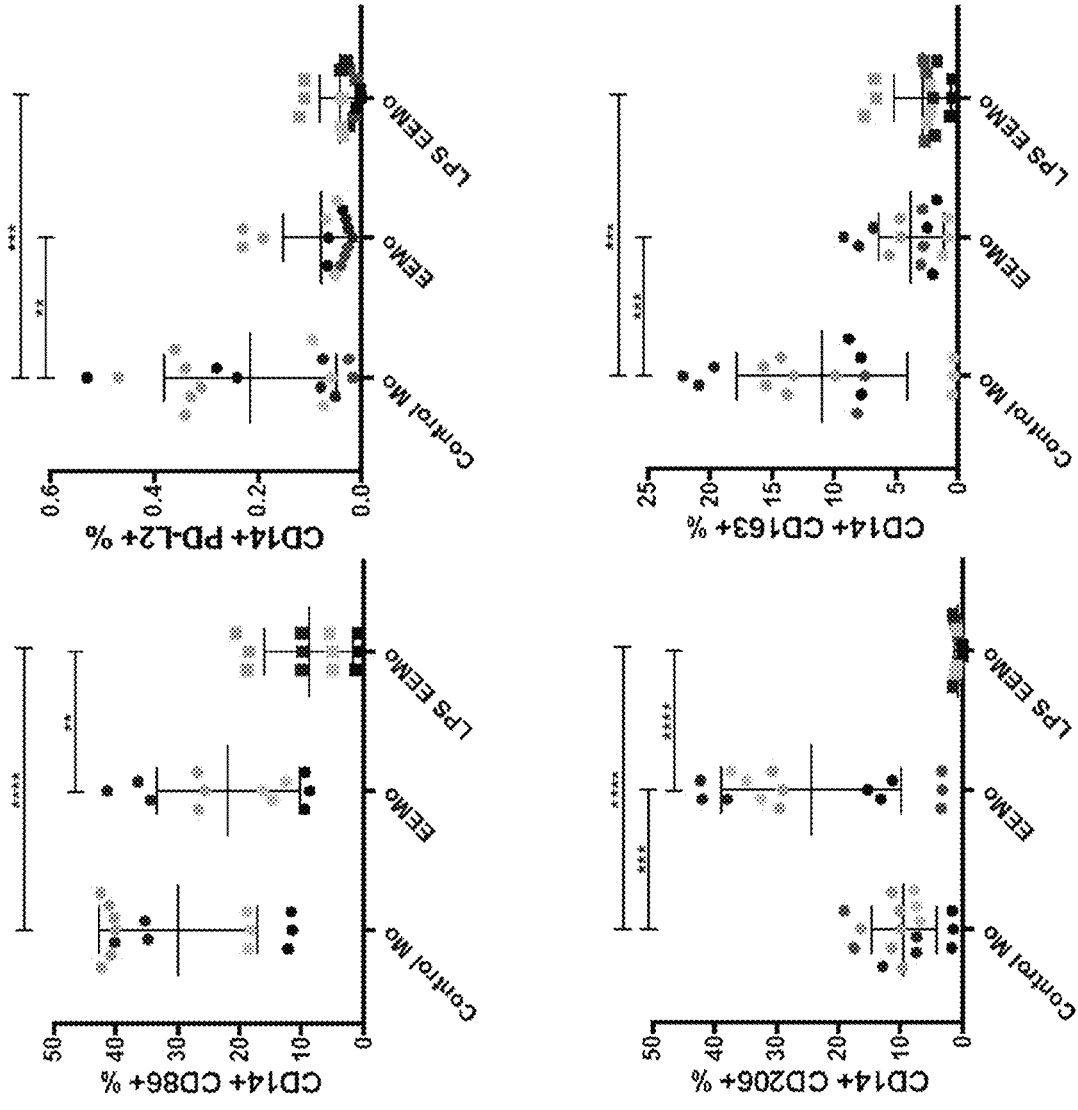 CD14+ CD86+ %
50
40
30
20
10
0
****
**
Control Mo
EEMo
LPS EEMo
CD14+ PD-L2+ %
0.6
0.4
0.2
0.0
***
**
Control Mo
EEMo
LPS EEMo
CD14+ CD206+ %
50
40
30
20
10
0
****
****
***
Control Mo
EEMo
LPS EEMo
CD14+ CD163+ %
25
20
15
10
5
0
***
***
Control Mo
EEMo
LPS EEMo